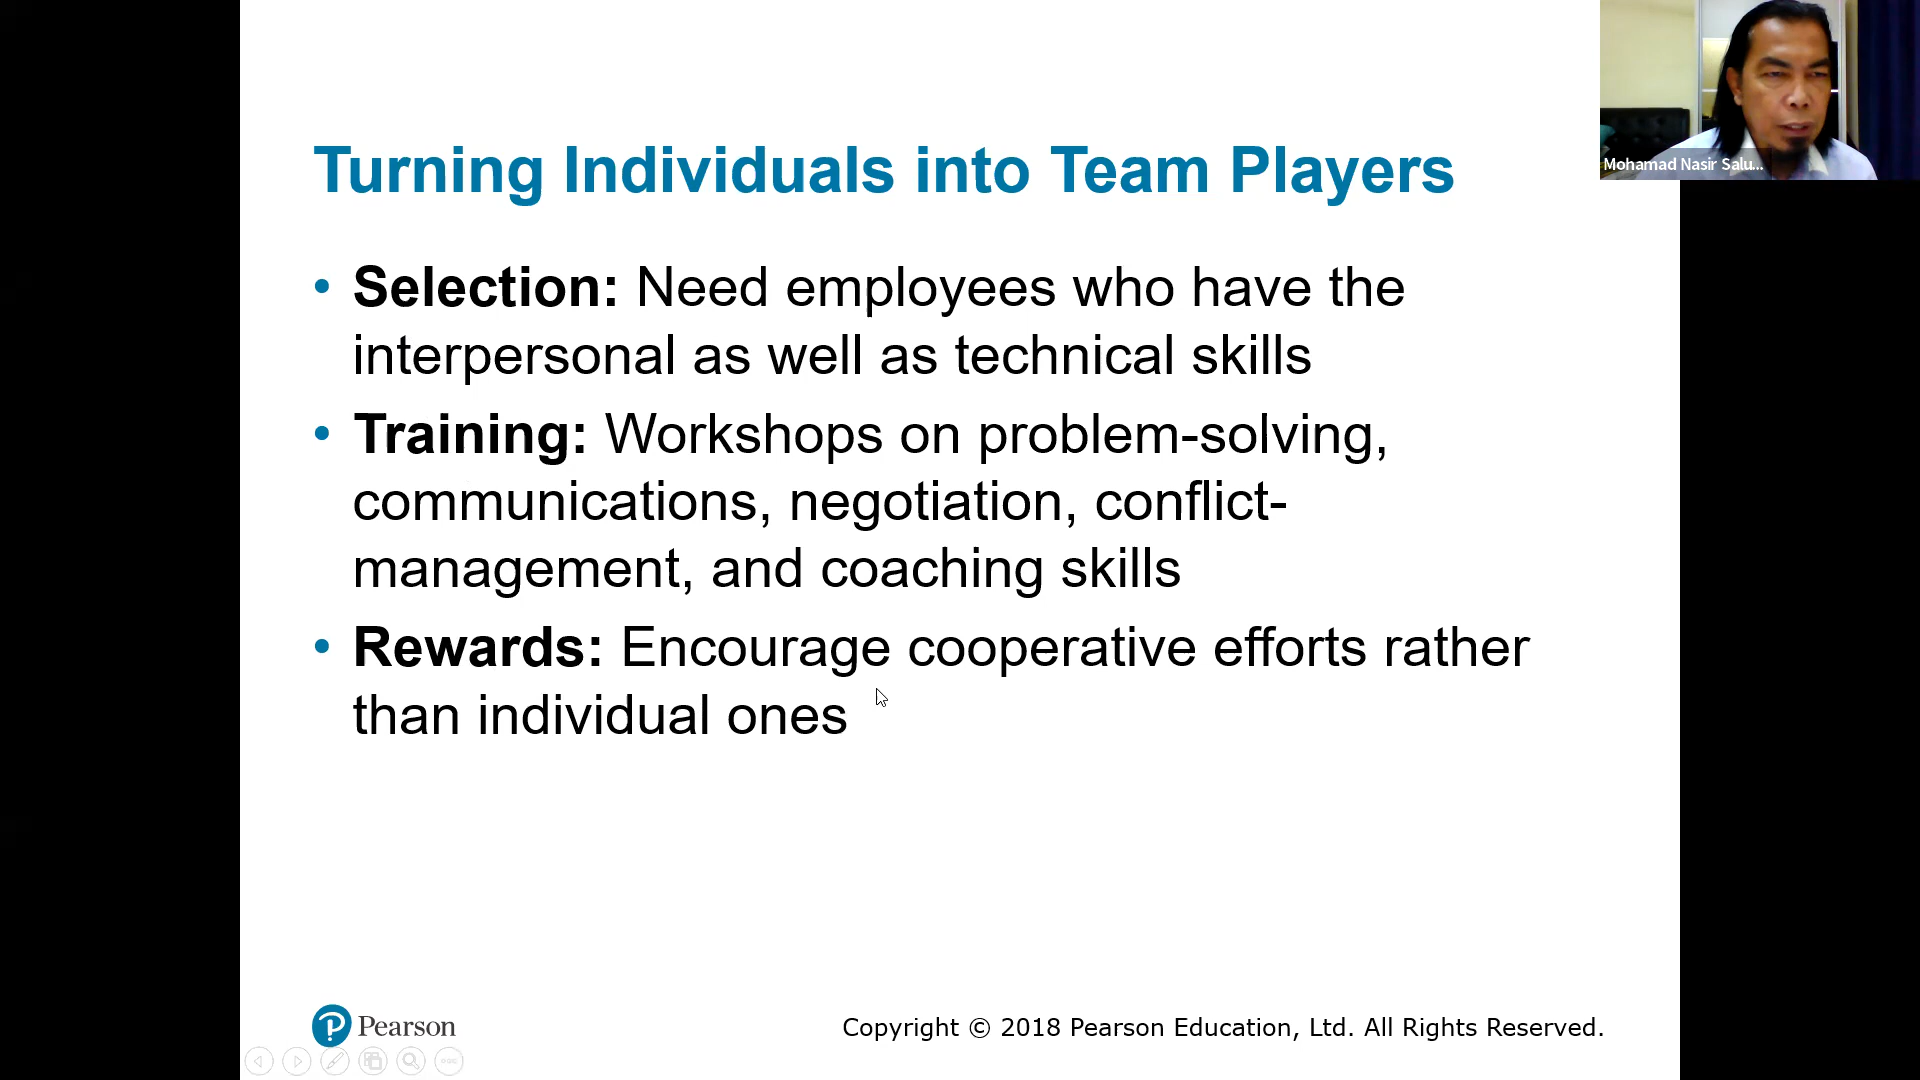 Mohamad Nasir Salu...
Turning Individuals into Team Players
• Selection: Need employees who have the
interpersonal as well as technical skills
• Training: Workshops on problem-solving,
communications, negotiation, conflict-
management, and coaching skills
• Rewards: Encourage cooperative efforts rather
than individual ones
Pearson
Copyright © 2018 Pearson Education, Ltd. All Rights Reserved.